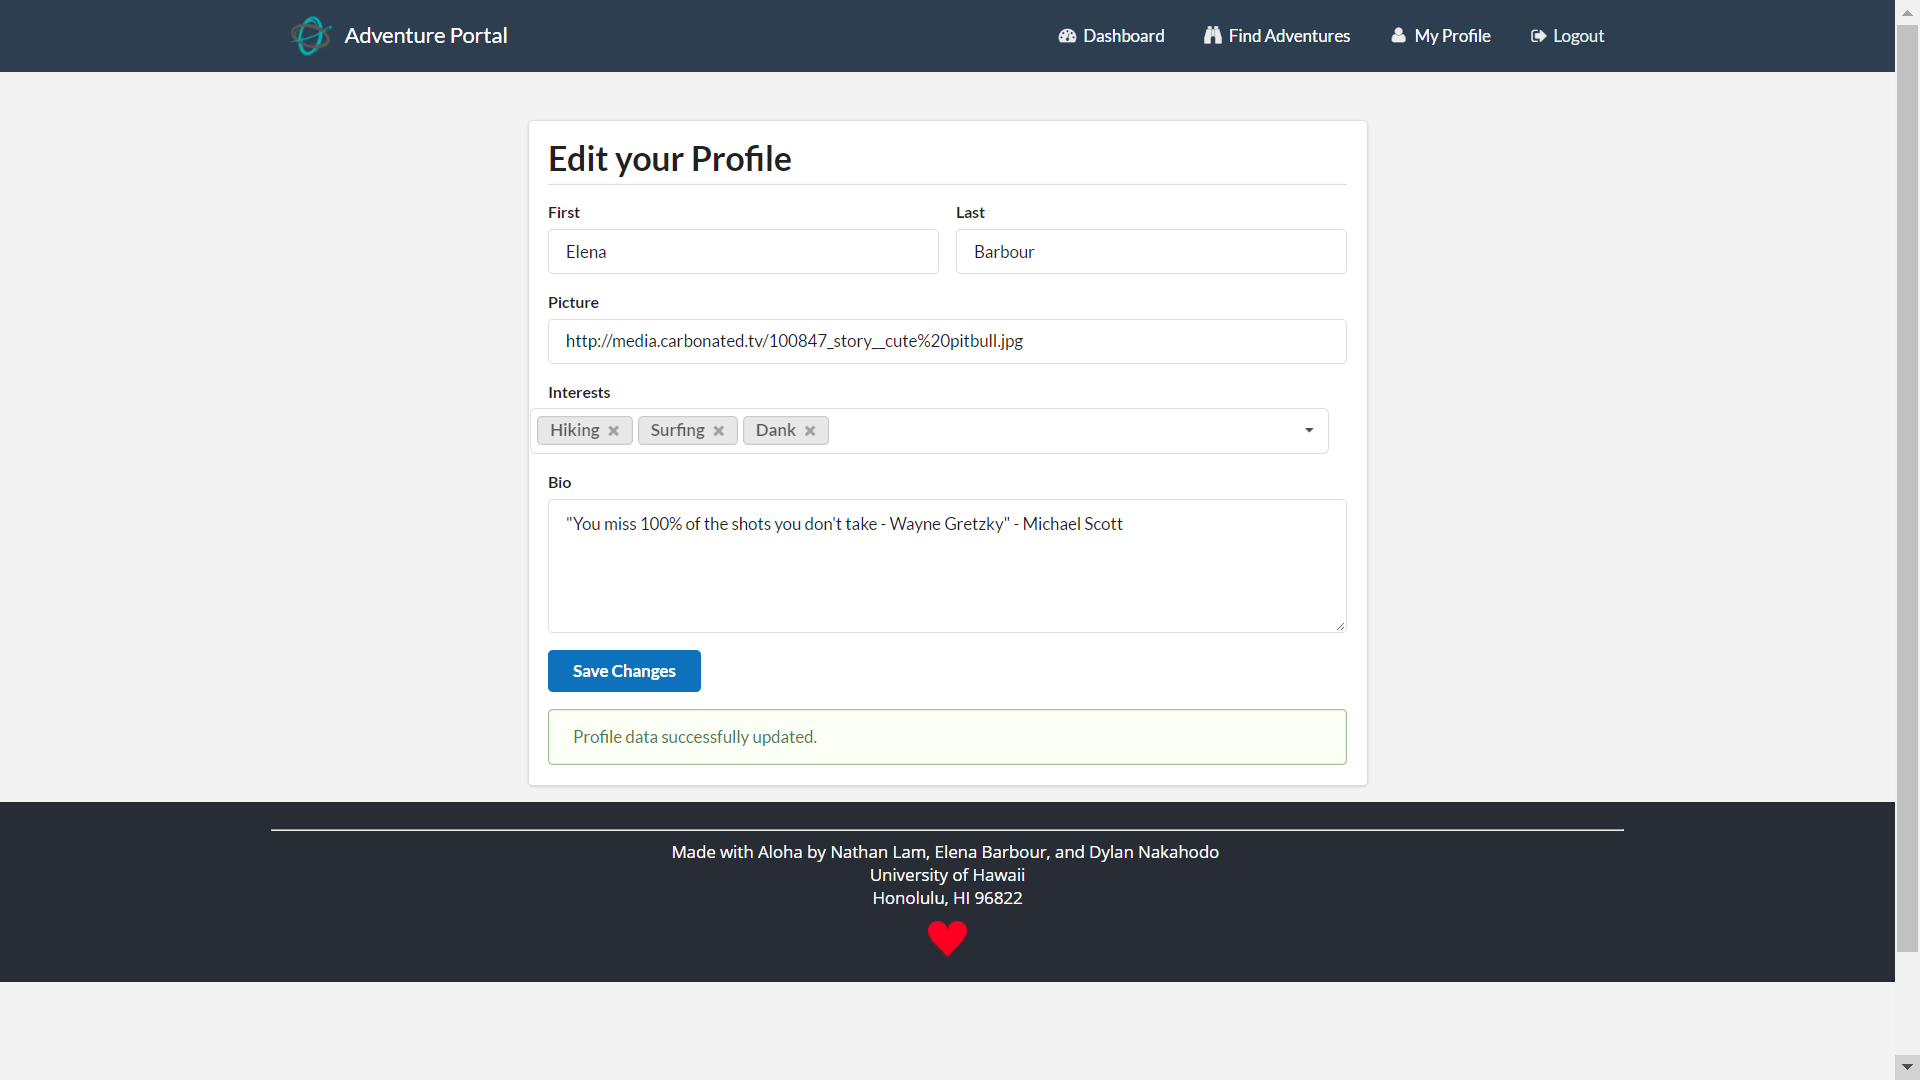 Adventure Portal
Dashboard
Find Adventures
My Profile
Logout
Edit your Profile
First
Last
Elena
Barbour
Picture
http://media.carbonated.tv/100847_story__cute%20pitbull.jpg
Interests
Hiking
Surfing
Dank
Bio
"You miss 100% of the shots you don't take - Wayne Gretzky" - Michael Scott
Save Changes
Profile data successfully updated.
Made with Aloha by Nathan Lam, Elena Barbour, and Dylan Nakahodo
University of Hawaii
Honolulu, HI 96822